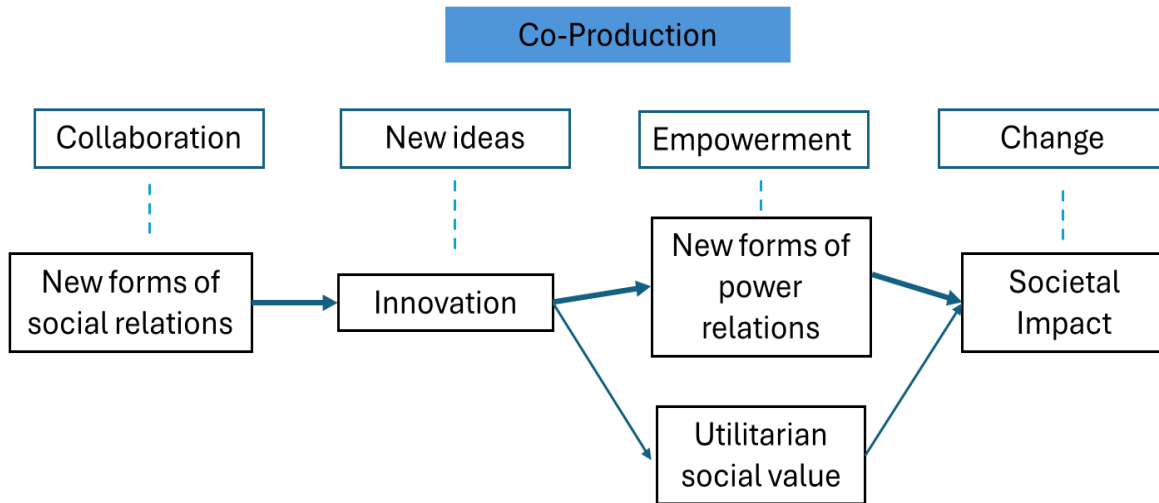 Co-Production
Collaboration
New ideas
Empowerment
Change
New forms of
social relations
Innovation
New forms of
power
relations
Societal
Impact
Utilitarian
social value